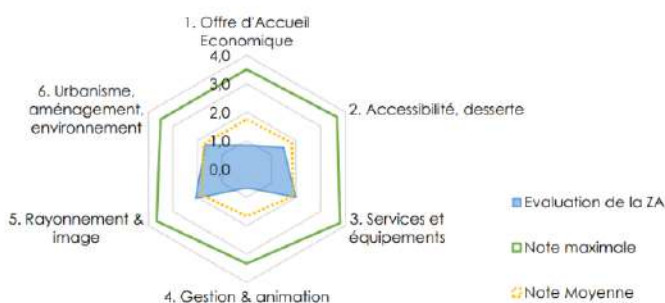 1. Offre d'Accueil
Economique
4,0
3,0
2,0
1,0
0,0
2. Accessibilité, desserte
3. Services et
équipements
4. Gestion & animation
5. Rayonnement &
image
6. Urbanisme,
aménagement,
environnement
Evaluation de la ZA
Note maximale
Note Moyenne